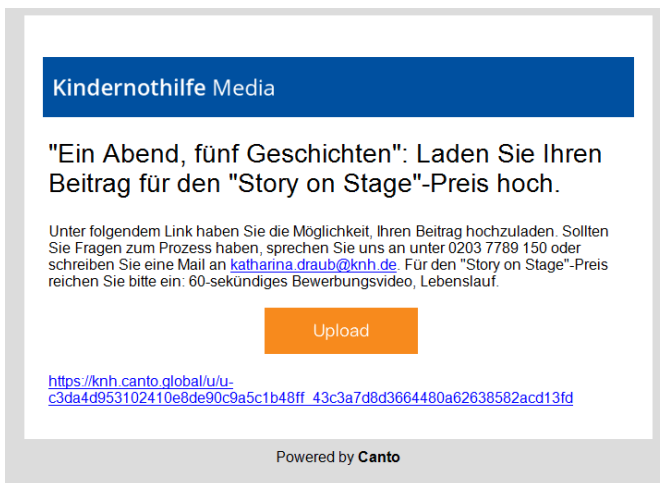 Kindernothilfe Media
"Ein Abend, fünf Geschichten": Laden Sie Ihren
Beitrag für den "Story on Stage"-Preis hoch.
Unter folgendem Link haben Sie die Möglichkeit, Ihren Beitrag hochzuladen. Sollten
Sie Fragen zum Prozess haben, sprechen Sie uns an unter 0203 7789 150 oder
schreiben Sie eine Mail an katharina.draub@knh.de. Für den "Story on Stage"-Preis
reichen Sie bitte ein: 60-sekündiges Bewerbungsvideo, Lebenslauf.
Upload
https://knh.canto.global/u/u-
c3da4d953102410e8de90c9a5c1b48ff_43c3a7d8d3664480a62638582acd13fd
Powered by Canto